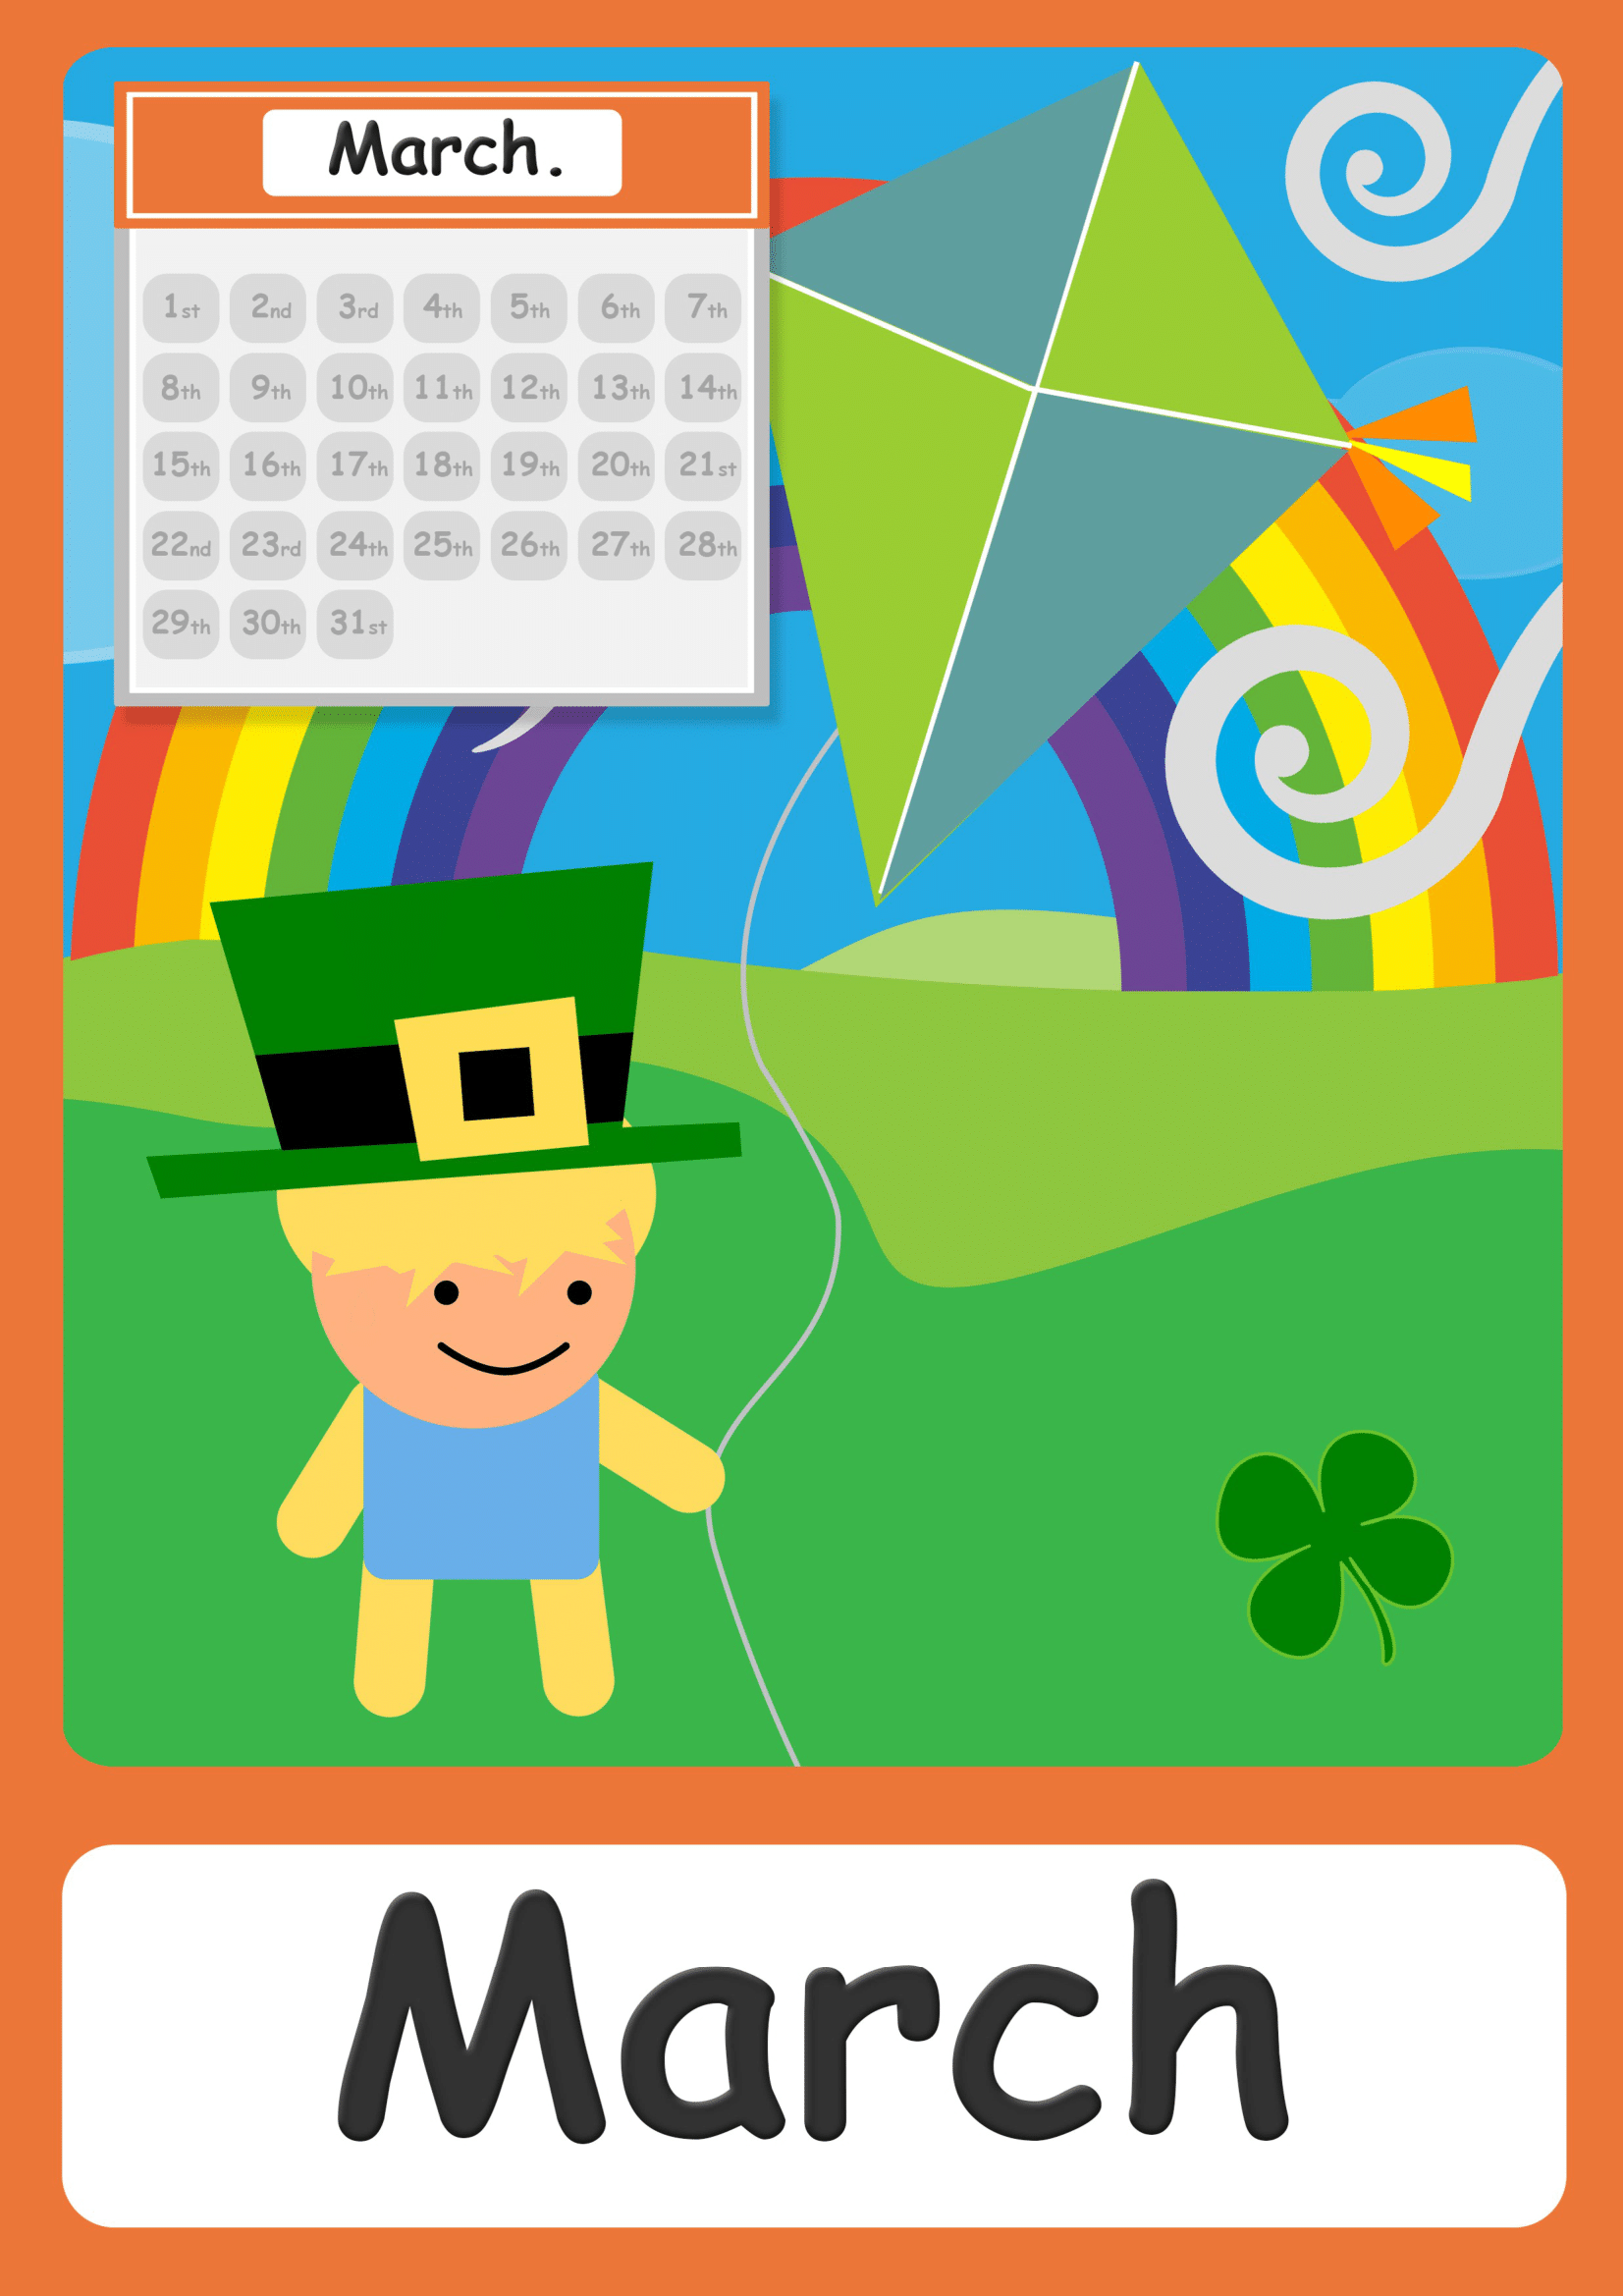 March.
1st 2nd 3rd 4th 5th 6th 7th
8th 9th 10th 11th 12th 13th 14th
15th 16th 17th 18th 19th 20th 21st
22nd 23rd 24th 25th 26th 27th 28th
29th 30th 31st
March